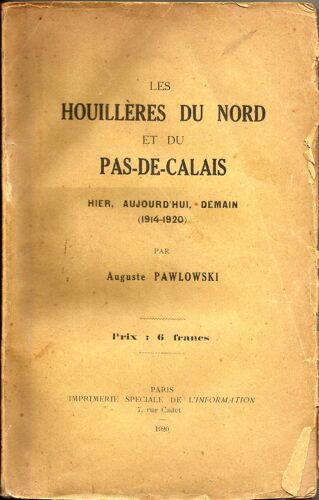 LES
HOUILLÈRES DU NORD
ET DU
PAS-DE-CALAIS
HIER, AUJOURD'HUI, DEMAIN
(1914-1920)
PAR
Auguste PAWLOWSKI
Prix : 6 francs
PARIS
IMPRIMERIE SPECIALE DE L'INFORMATION
7, rue Cadet
—
1920